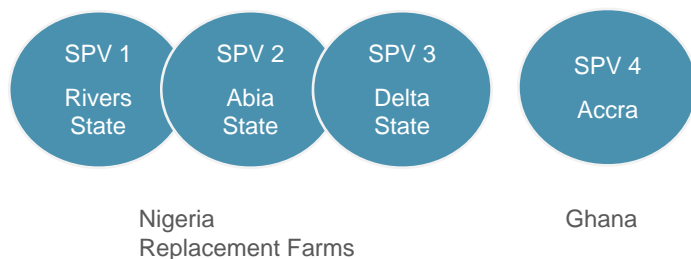 SPV 1
Rivers
State
SPV 2
Abia
State
SPV 3
Delta
State
SPV 4
Accra
Nigeria
Replacement Farms
Ghana